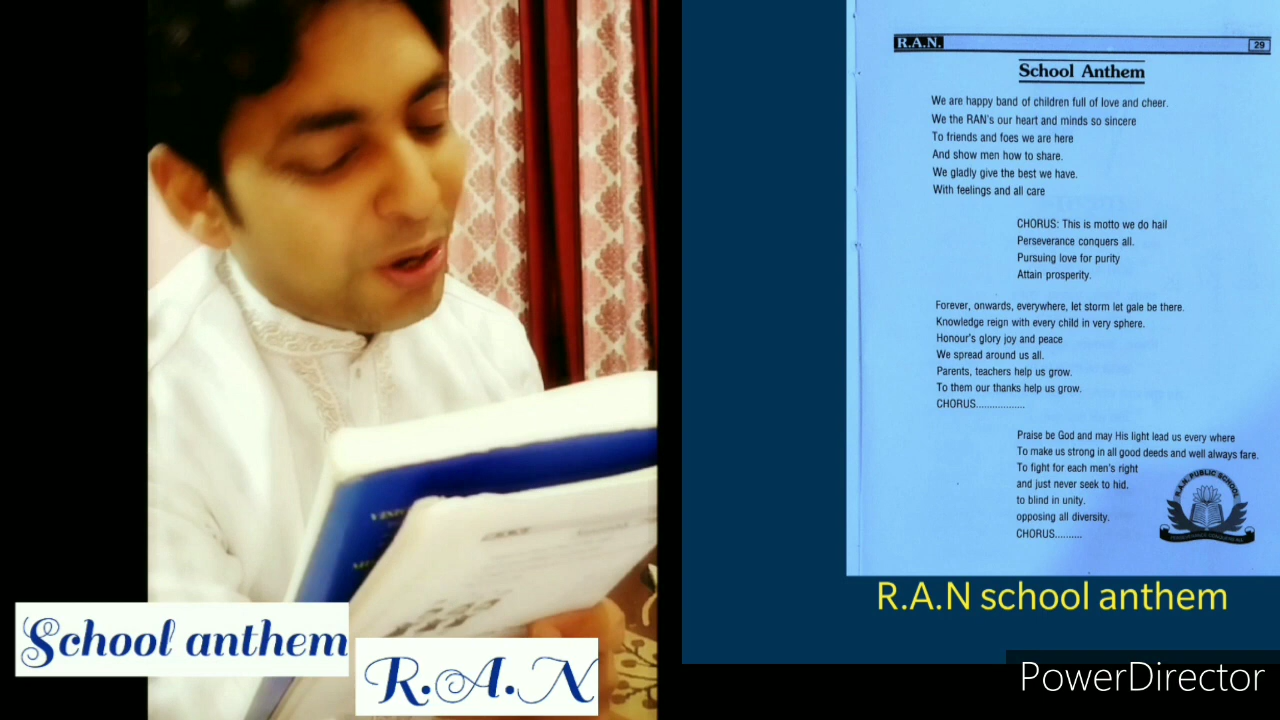 School anthem
R.A.N
R.A.N. 29
School Anthem
We are happy band of children full of love and cheer.
We the RAN's our heart and minds so sincere
To friends and foes we are here
And show men how to share.
We gladly give the best we have.
With feelings and all care
CHORUS: This is motto we do hail
Perseverance conquers all.
Pursuing love for purity
Attain prosperity.
Forever, onwards, everywhere, let storm let gale be there.
Knowledge reign with every child in very sphere.
Honour's glory joy and peace
We spread around us all.
Parents, teachers help us grow.
To them our thanks help us grow.
CHORUS..................
Praise be God and may His light lead us every where
To make us strong in all good deeds and well always fare.
To fight for each men's right
and just never seek to hid.
to blind in unity.
opposing all diversity.
CHORUS..........
R.A.N. PUBLIC SCHOOL
R.A.N school anthem
PowerDirector